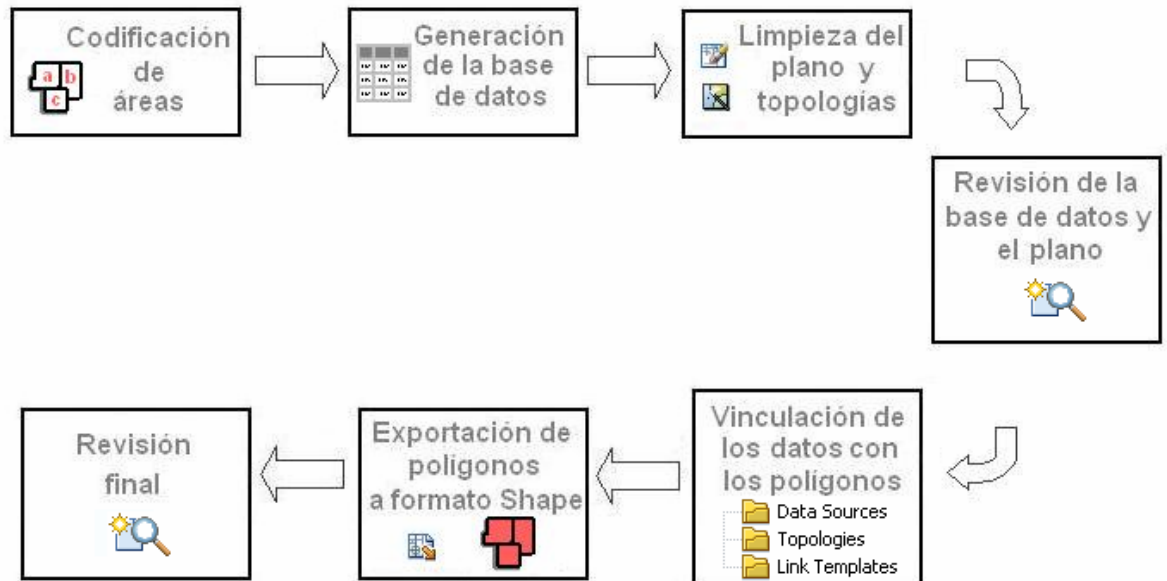 Codificación
de
áreas
a b
c
Generación
de la base
de datos
Limpieza del
plano y
topologías
Revisión de la
base de datos y
el plano
Vinculación de
los datos con
los polígonos
Data Sources
Topologies
Link Templates
Exportación de
polígonos
a formato Shape
Revisión
final